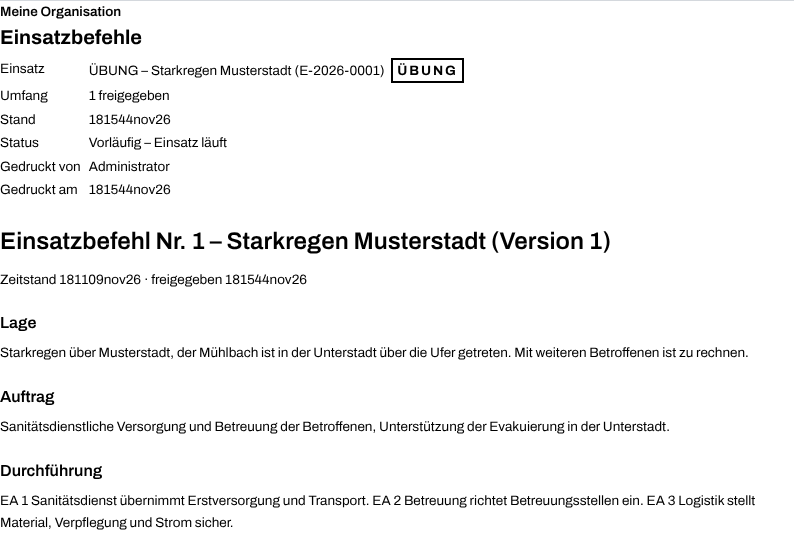 Meine Organisation
Einsatzbefehle
Einsatz ÜBUNG – Starkregen Musterstadt (E-2026-0001) ÜBUNG
Umfang 1 freigegeben
Stand 181544nov26
Status Vorläufig – Einsatz läuft
Gedruckt von Administrator
Gedruckt am 181544nov26
Einsatzbefehl Nr. 1 – Starkregen Musterstadt (Version 1)
Zeitstand 181109nov26 · freigegeben 181544nov26
Lage
Starkregen über Musterstadt, der Mühlbach ist in der Unterstadt über die Ufer getreten. Mit weiteren Betroffenen ist zu rechnen.
Auftrag
Sanitätsdienstliche Versorgung und Betreuung der Betroffenen, Unterstützung der Evakuierung in der Unterstadt.
Durchführung
EA 1 Sanitätsdienst übernimmt Erstversorgung und Transport. EA 2 Betreuung richtet Betreuungsstellen ein. EA 3 Logistik stellt
Material, Verpflegung und Strom sicher.